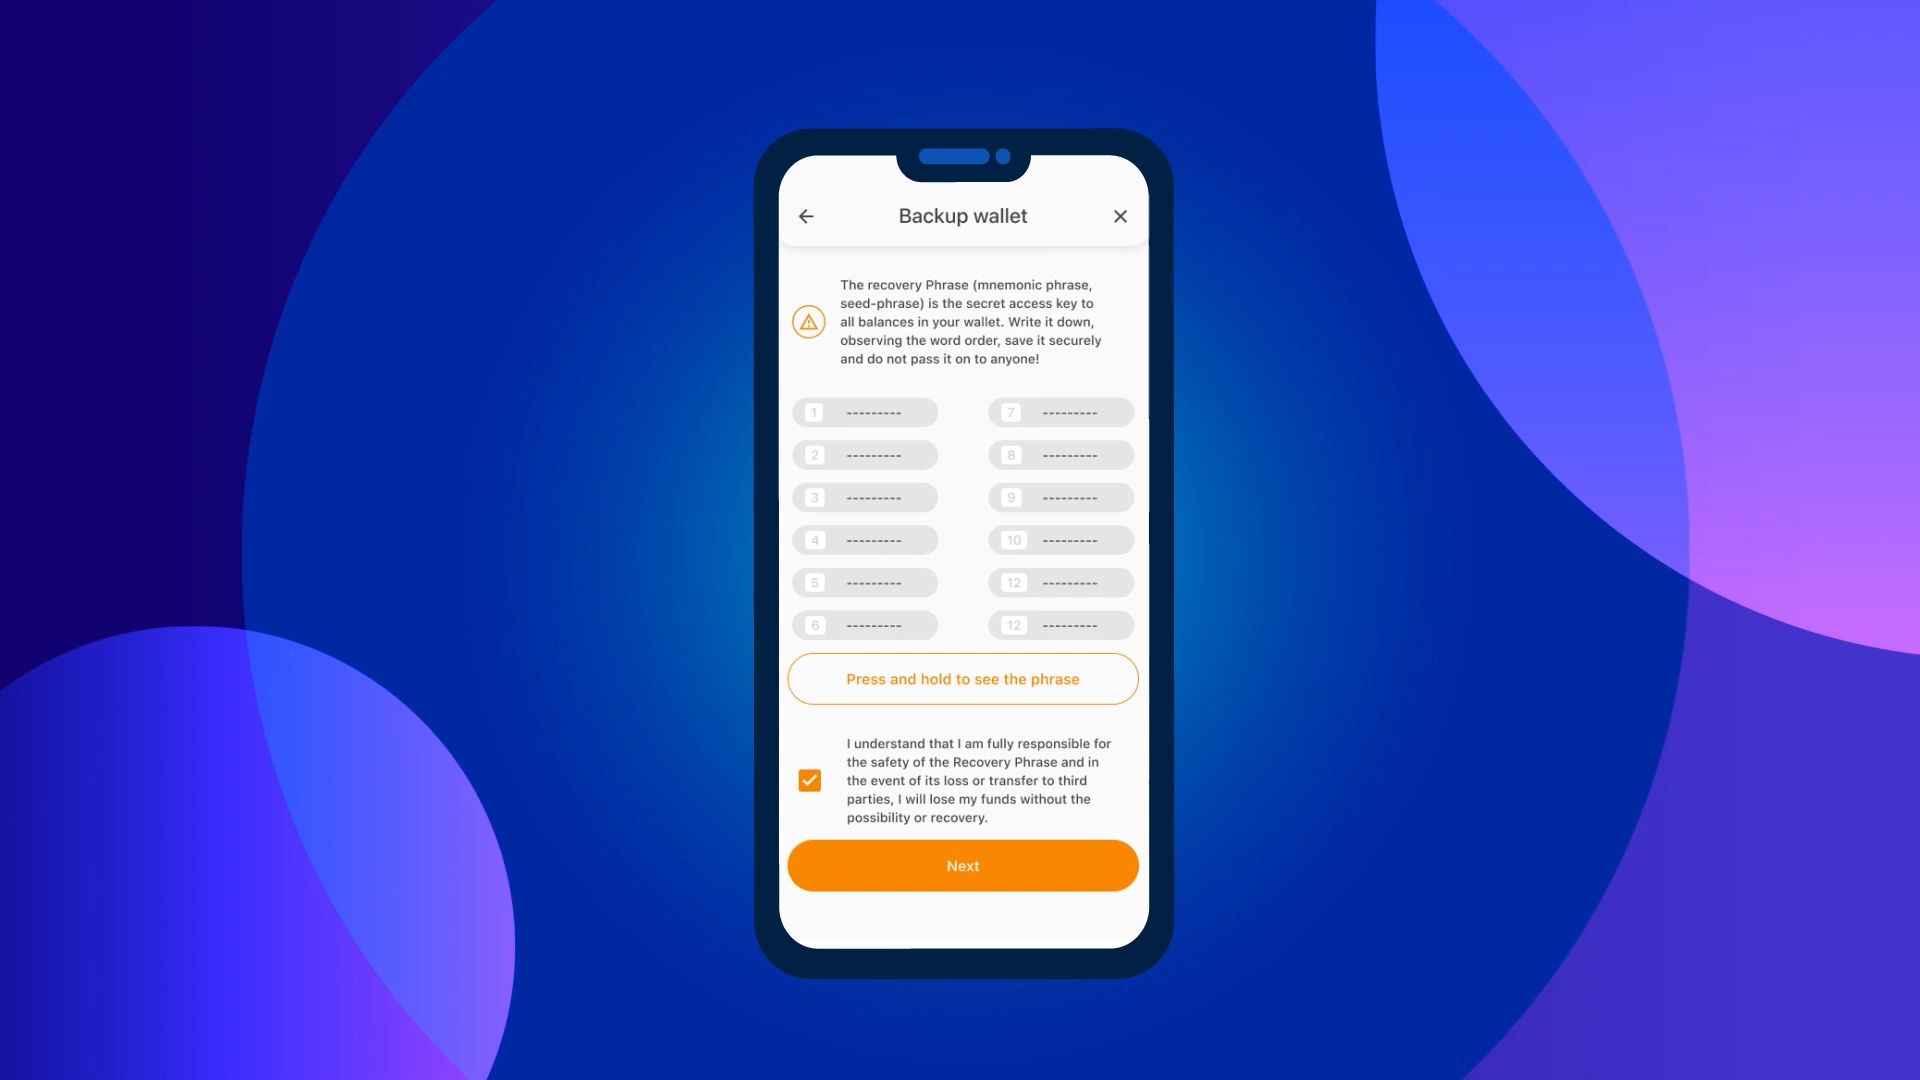 Backup wallet
The recovery Phrase (mnemonic phrase,
seed-phrase) is the secret access key to
all balances in your wallet. Write it down,
observing the word order, save it securely
and do not pass it on to anyone!
1 ---------
7 ---------
2 ---------
8 ---------
3 ---------
9 ---------
4 ---------
10 ---------
5 ---------
12 ---------
6 ---------
12 ---------
Press and hold to see the phrase
I understand that I am fully responsible for
the safety of the Recovery Phrase and in
the event of its loss or transfer to third
parties, I will lose my funds without the
possibility or recovery.
Next